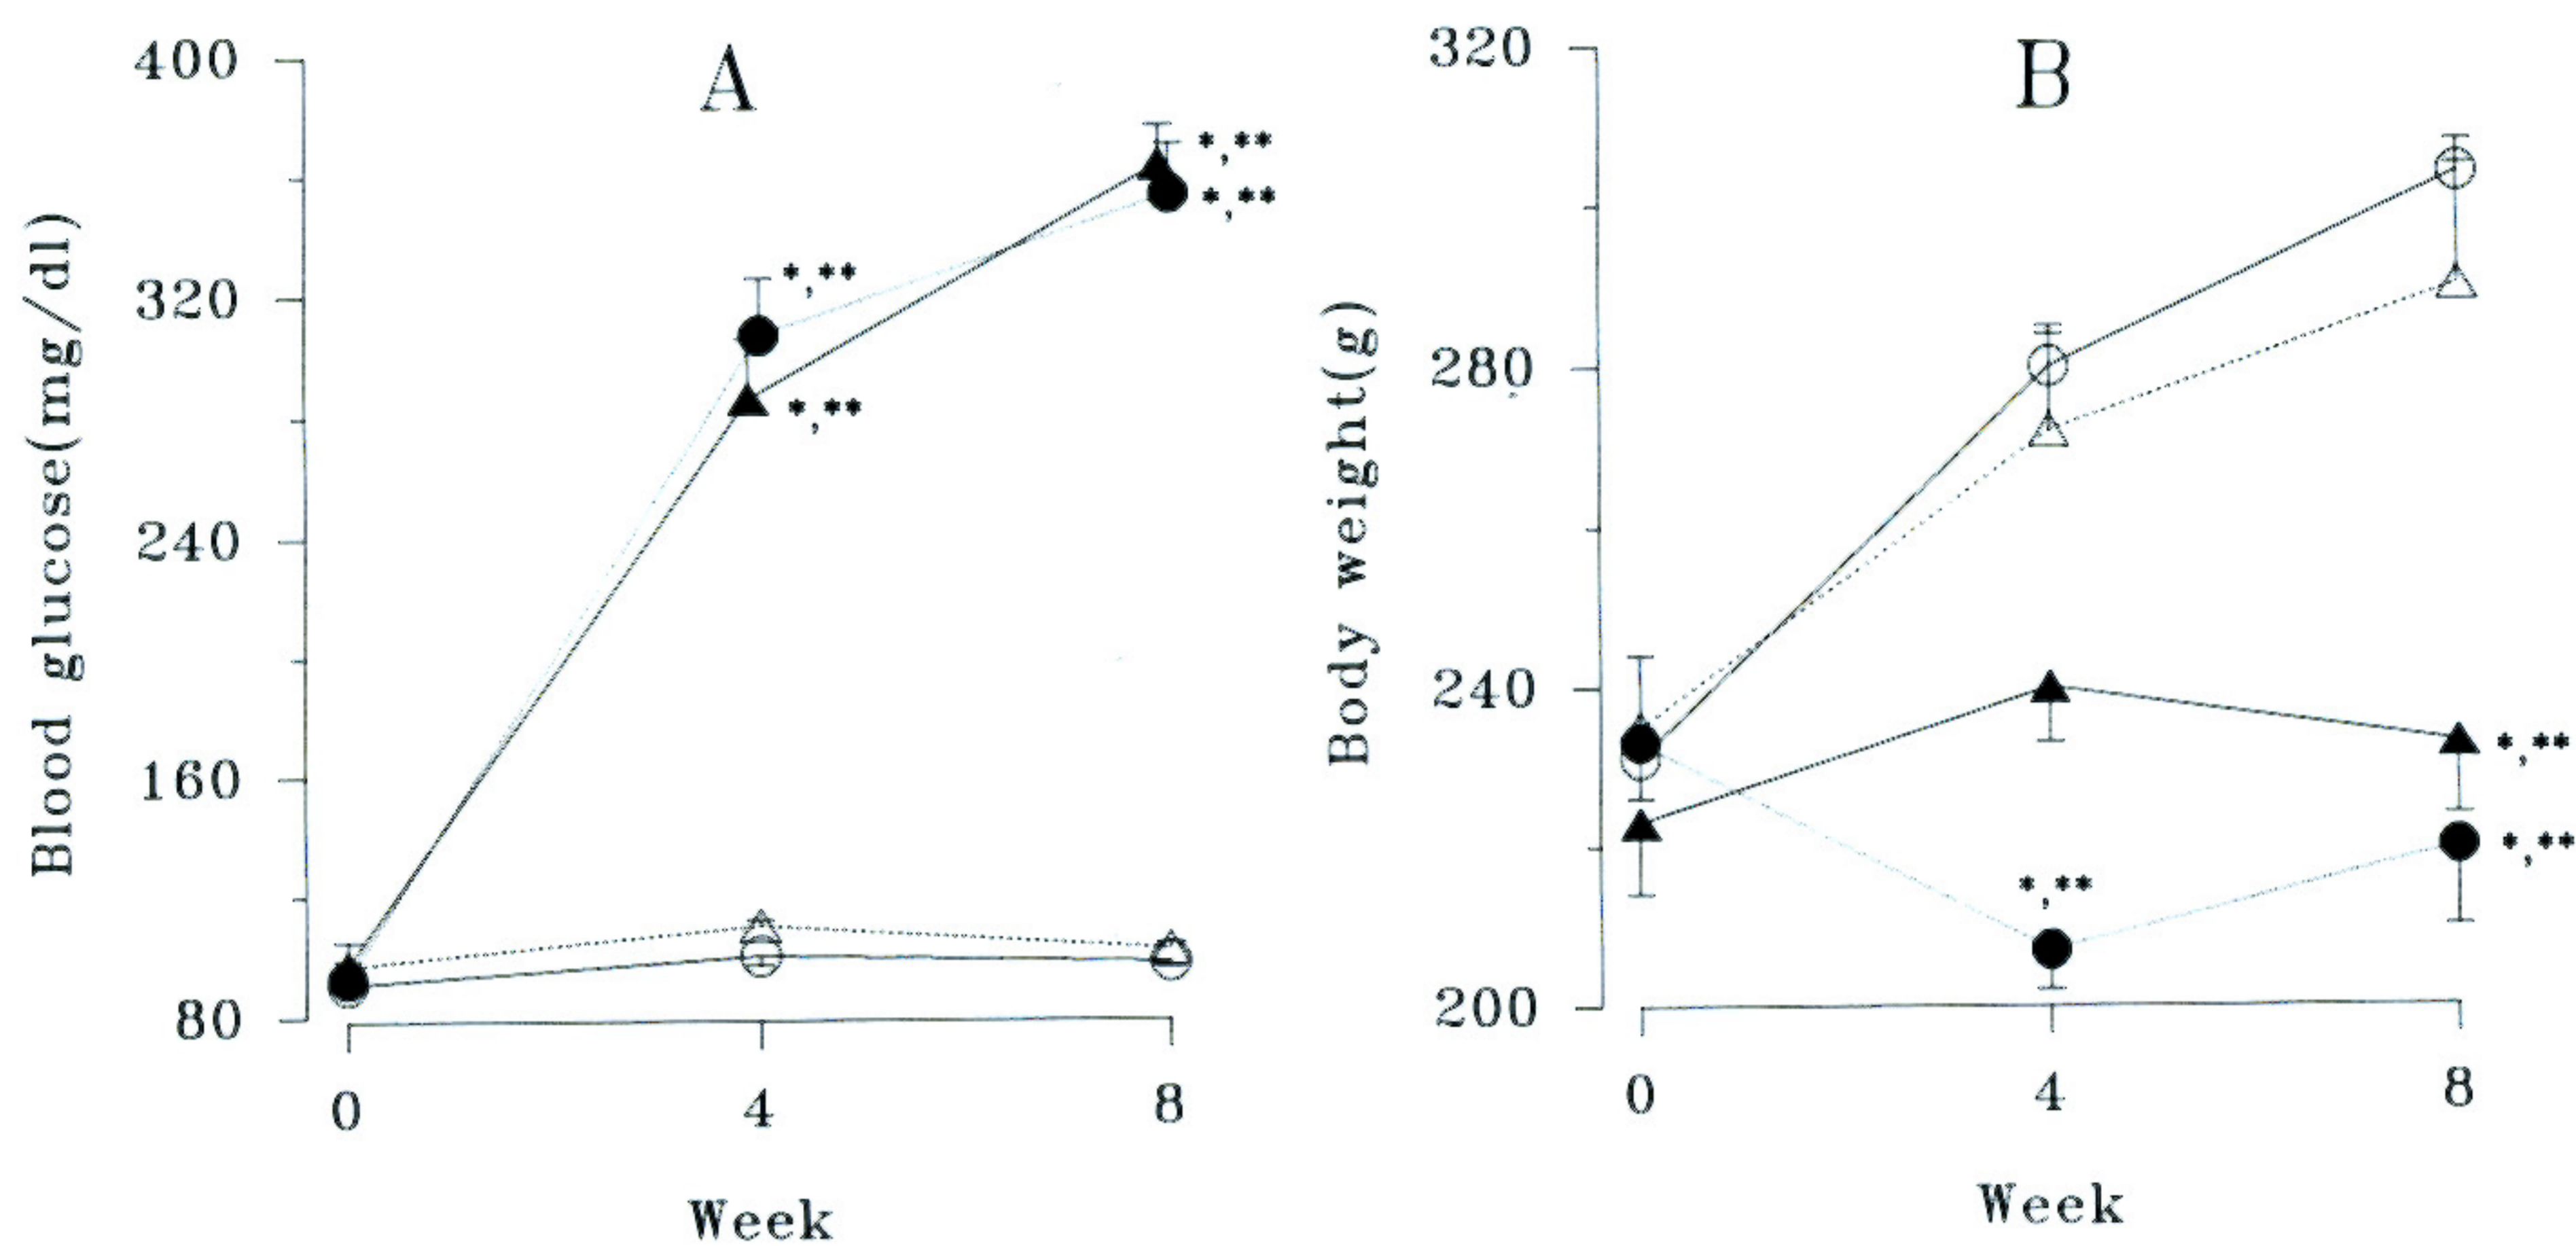 A
Blood glucose(mg/dl)
400
320
240
160
80
*,**
*,**
*,**
*,**
0 4 8
Week
B
Body weight(g)
320
280
240
200
*,**
*,**
*,**
0 4 8
Week